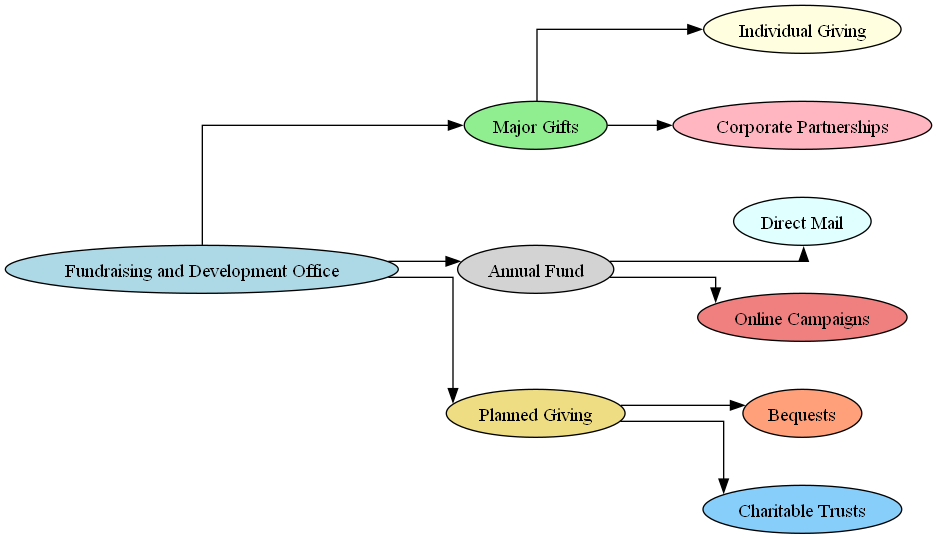 Individual Giving
Major Gifts
Corporate Partnerships
Direct Mail
Fundraising and Development Office
Annual Fund
Online Campaigns
Planned Giving
Bequests
Charitable Trusts